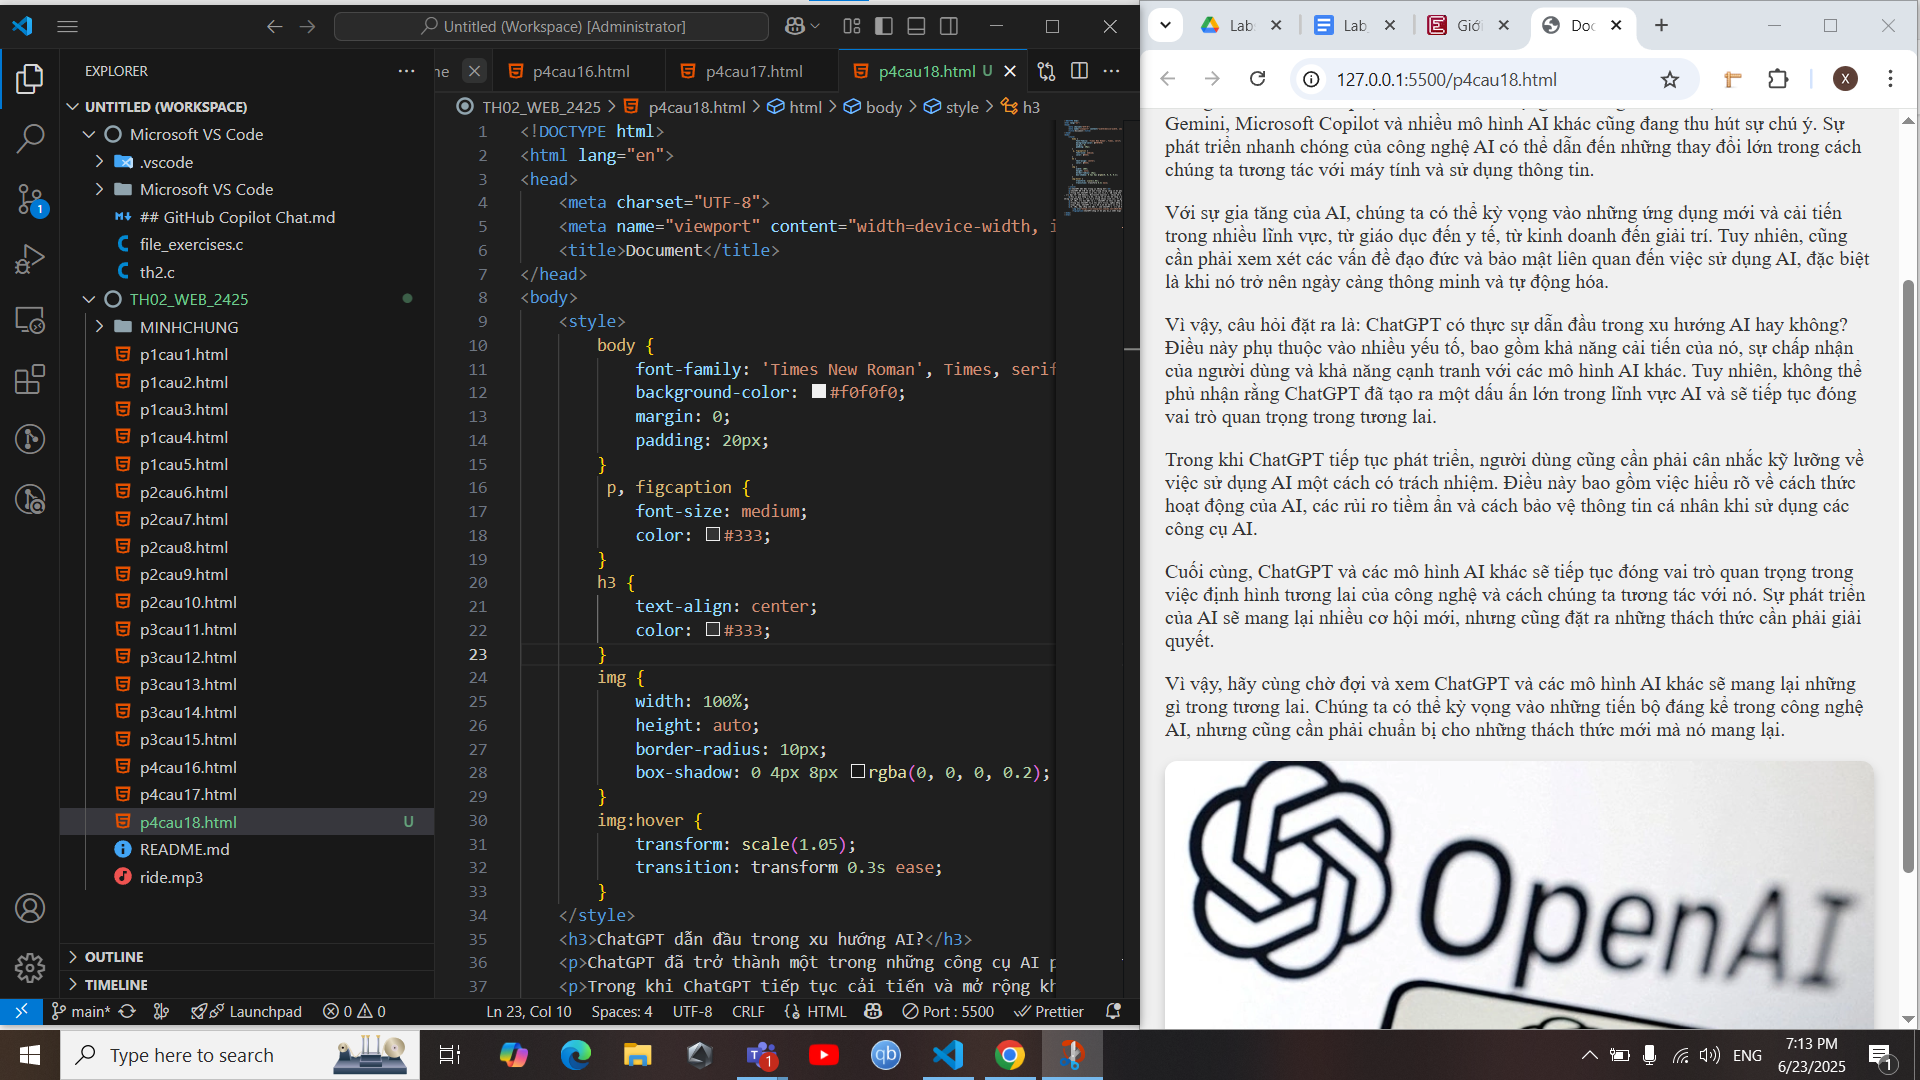 Untitled (Workspace) [Administrator]
EXPLORER
UNTITLED (WORKSPACE)
Microsoft VS Code
.vscode
Microsoft VS Code
## GitHub Copilot Chat.md
file_exercises.c
th2.c
TH02_WEB_2425
MINHCHUNG
p1cau1.html
p1cau2.html
p1cau3.html
p1cau4.html
p1cau5.html
p2cau6.html
p2cau7.html
p2cau8.html
p2cau9.html
p2cau10.html
p3cau11.html
p3cau12.html
p3cau13.html
p3cau14.html
p3cau15.html
p4cau16.html
p4cau17.html
p4cau18.html U
README.md
ride.mp3
OUTLINE
TIMELINE
me p4cau16.html p4cau17.html p4cau18.html U
TH02_WEB_2425 > p4cau18.html > html > body > style > h3
1 <!DOCTYPE html>
2 <html lang="en">
3 <head>
4 <meta charset="UTF-8">
5 <meta name="viewport" content="width=device-width, i
6 <title>Document</title>
7 </head>
8 <body>
9 <style>
10 body {
11 font-family: 'Times New Roman', Times, serif
12 background-color: #f0f0f0;
13 margin: 0;
14 padding: 20px;
15 }
16 p, figcaption {
17 font-size: medium;
18 color: #333;
19 }
20 h3 {
21 text-align: center;
22 color: #333;
23 }
24 img {
25 width: 100%;
26 height: auto;
27 border-radius: 10px;
28 box-shadow: 0 4px 8px rgba(0, 0, 0, 0.2);
29 }
30 img:hover {
31 transform: scale(1.05);
32 transition: transform 0.3s ease;
33 }
34 </style>
35 <h3>ChatGPT dẫn đầu trong xu hướng AI?</h3>
36 <p>ChatGPT đã trở thành một trong những công cụ AI p
37 <p>Trong khi ChatGPT tiếp tục cải tiến và mở rộng kh
main* Launchpad 0 0 Ln 23, Col 10 Spaces: 4 UTF-8 CRLF HTML Port : 5500 Prettier
Lab Lab Giới Doc
127.0.0.1:5500/p4cau18.html
X
Gemini, Microsoft Copilot và nhiều mô hình AI khác cũng đang thu hút sự chú ý. Sự
phát triển nhanh chóng của công nghệ AI có thể dẫn đến những thay đổi lớn trong cách
chúng ta tương tác với máy tính và sử dụng thông tin.
Với sự gia tăng của AI, chúng ta có thể kỳ vọng vào những ứng dụng mới và cải tiến
trong nhiều lĩnh vực, từ giáo dục đến y tế, từ kinh doanh đến giải trí. Tuy nhiên, cũng
cần phải xem xét các vấn đề đạo đức và bảo mật liên quan đến việc sử dụng AI, đặc biệt
là khi nó trở nên ngày càng thông minh và tự động hóa.
Vì vậy, câu hỏi đặt ra là: ChatGPT có thực sự dẫn đầu trong xu hướng AI hay không?
Điều này phụ thuộc vào nhiều yếu tố, bao gồm khả năng cải tiến của nó, sự chấp nhận
của người dùng và khả năng cạnh tranh với các mô hình AI khác. Tuy nhiên, không thể
phủ nhận rằng ChatGPT đã tạo ra một dấu ấn lớn trong lĩnh vực AI và sẽ tiếp tục đóng
vai trò quan trọng trong tương lai.
Trong khi ChatGPT tiếp tục phát triển, người dùng cũng cần phải cân nhắc kỹ lưỡng về
việc sử dụng AI một cách có trách nhiệm. Điều này bao gồm việc hiểu rõ về cách thức
hoạt động của AI, các rủi ro tiềm ẩn và cách bảo vệ thông tin cá nhân khi sử dụng các
công cụ AI.
Cuối cùng, ChatGPT và các mô hình AI khác sẽ tiếp tục đóng vai trò quan trọng trong
việc định hình tương lai của công nghệ và cách chúng ta tương tác với nó. Sự phát triển
của AI sẽ mang lại nhiều cơ hội mới, nhưng cũng đặt ra những thách thức cần phải giải
quyết.
Vì vậy, hãy cùng chờ đợi và xem ChatGPT và các mô hình AI khác sẽ mang lại những
gì trong tương lai. Chúng ta có thể kỳ vọng vào những tiến bộ đáng kể trong công nghệ
AI, nhưng cũng cần phải chuẩn bị cho những thách thức mới mà nó mang lại.
OpenAI
Type here to search
ENG
7:13 PM
6/23/2025